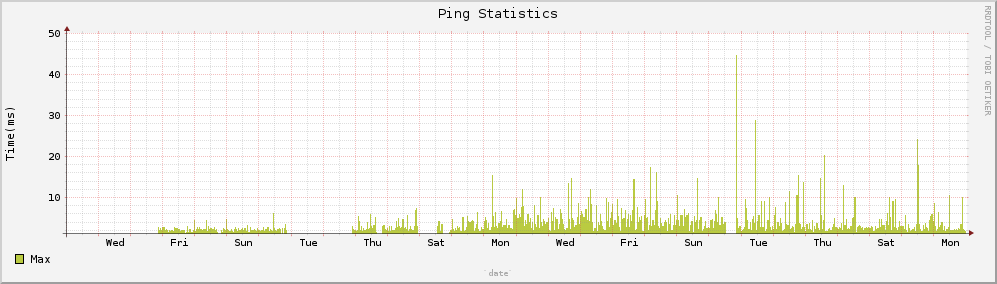 Ping Statistics
RRDTOOL / TOBI OETIKER
Time(ms)
50
40
30
20
10
Wed Fri Sun Tue Thu Sat Mon Wed Fri Sun Tue Thu Sat Mon
Max
`date`